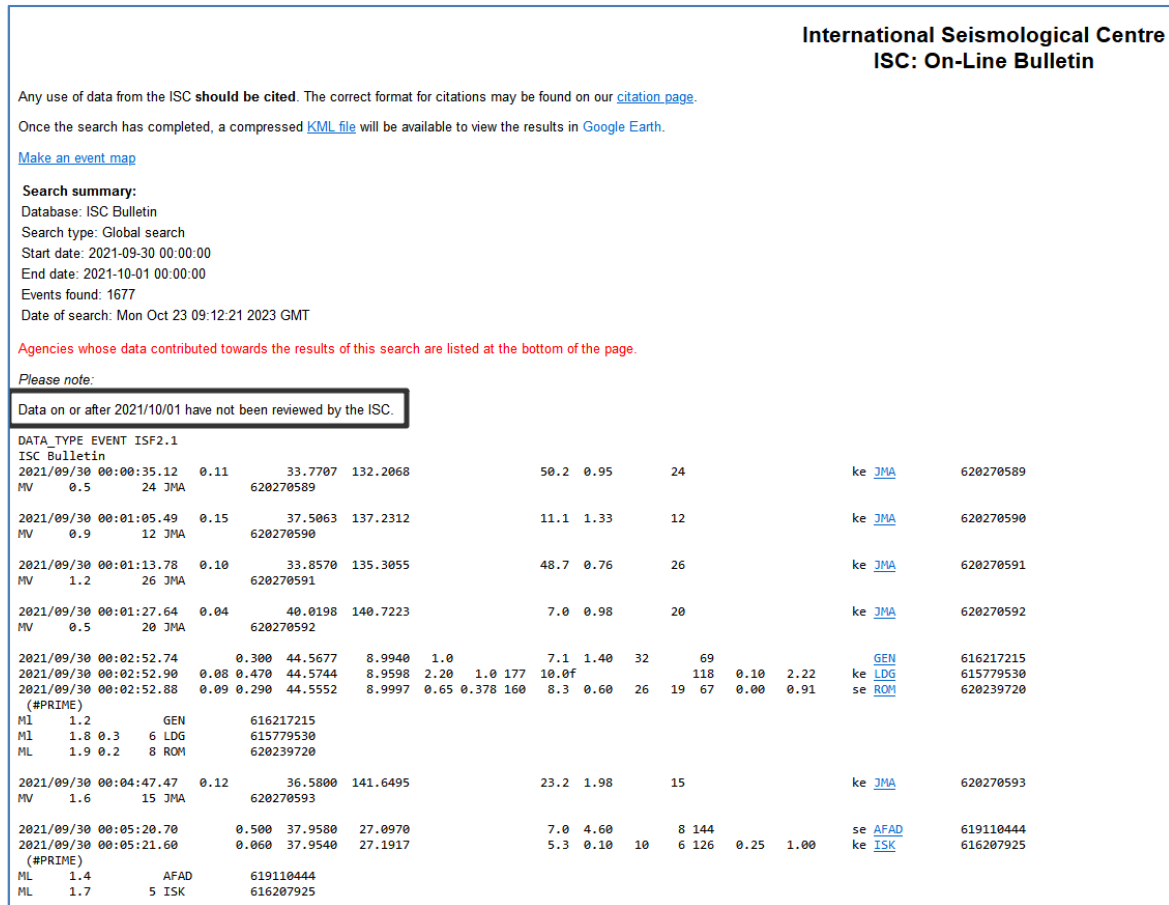 International Seismological Centre
ISC: On-Line Bulletin
Any use of data from the ISC should be cited. The correct format for citations may be found on our citation page.
Once the search has completed, a compressed KML file will be available to view the results in Google Earth.
Make an event map
Search summary:
Database: ISC Bulletin
Search type: Global search
Start date: 2021-09-30 00:00:00
End date: 2021-10-01 00:00:00
Events found: 1677
Date of search: Mon Oct 23 09:12:21 2023 GMT
Agencies whose data contributed towards the results of this search are listed at the bottom of the page.
Please note:
Data on or after 2021/10/01 have not been reviewed by the ISC.
DATA_TYPE EVENT ISF2.1
ISC Bulletin
2021/09/30 00:00:35.12 0.11 33.7707 132.2068 50.2 0.95 24 ke JMA 620270589
MV 0.5 24 JMA 620270589
2021/09/30 00:01:05.49 0.15 37.5063 137.2312 11.1 1.33 12 ke JMA 620270590
MV 0.9 12 JMA 620270590
2021/09/30 00:01:13.78 0.10 33.8570 135.3055 48.7 0.76 26 ke JMA 620270591
MV 1.2 26 JMA 620270591
2021/09/30 00:01:27.64 0.04 40.0198 140.7223 7.0 0.98 20 ke JMA 620270592
MV 0.5 20 JMA 620270592
2021/09/30 00:02:52.74 0.300 44.5677 8.9940 1.0 7.1 1.40 32 69 GEN 616217215
2021/09/30 00:02:52.90 0.08 0.470 44.5744 8.9598 2.20 1.0 177 10.0f 118 0.10 2.22 ke LDG 615779530
2021/09/30 00:02:52.88 0.09 0.290 44.5552 8.9997 0.65 0.378 160 8.3 0.60 26 19 67 0.00 0.91 se ROM 620239720
(#PRIME)
Ml 1.2 GEN 616217215
Ml 1.8 0.3 6 LDG 615779530
ML 1.9 0.2 8 ROM 620239720
2021/09/30 00:04:47.47 0.12 36.5800 141.6495 23.2 1.98 15 ke JMA 620270593
MV 1.6 15 JMA 620270593
2021/09/30 00:05:20.70 0.500 37.9580 27.0970 7.0 4.60 8 144 se AFAD 619110444
2021/09/30 00:05:21.60 0.060 37.9540 27.1917 5.3 0.10 10 6 126 0.25 1.00 ke ISK 616207925
(#PRIME)
ML 1.4 AFAD 619110444
ML 1.7 5 ISK 616207925